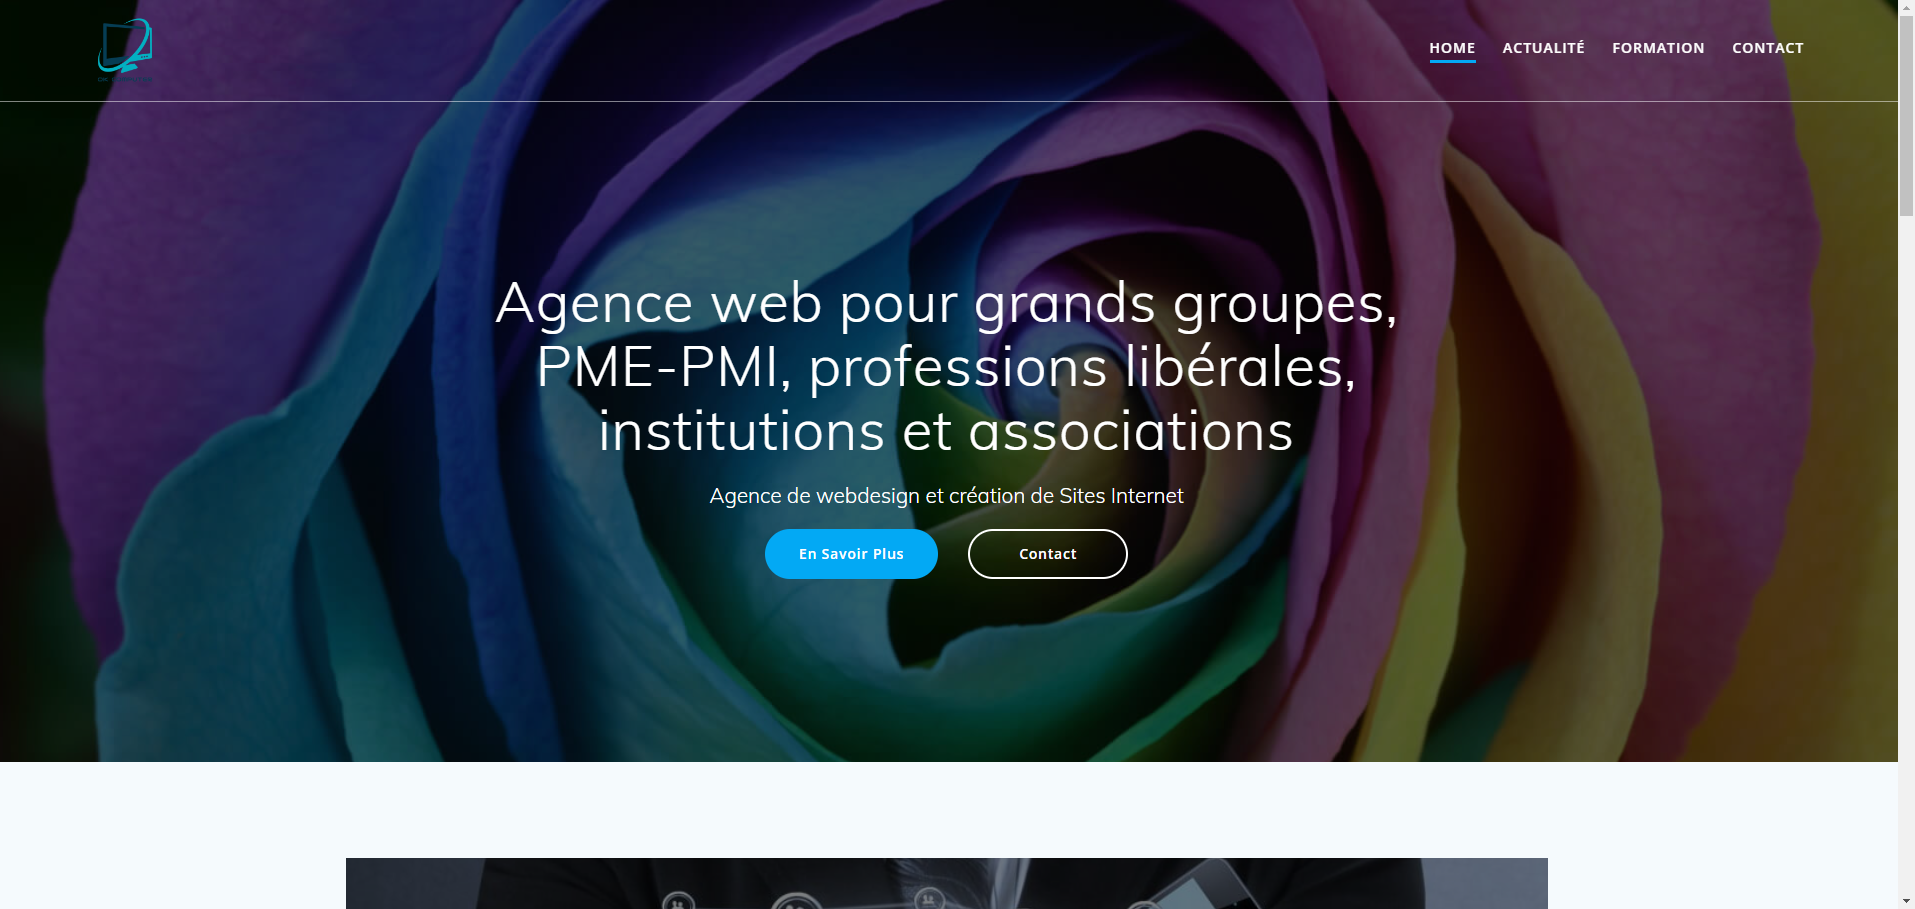 HOME ACTUALITÉ FORMATION CONTACT
Agence web pour grands groupes,
PME-PMI, professions libérales,
institutions et associations
Agence de webdesign et création de Sites Internet
En Savoir Plus Contact